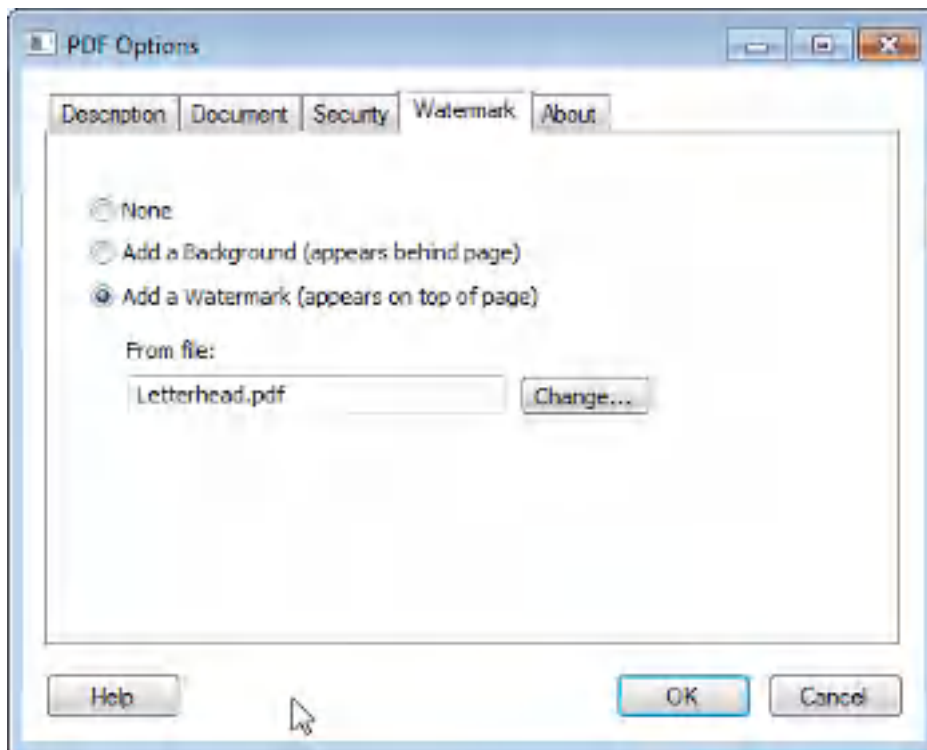 PDF Options
Description Document Security Watermark About
None
Add a Background (appears behind page)
Add a Watermark (appears on top of page)
From file:
Letterhead.pdf Change...
Help OK Cancel